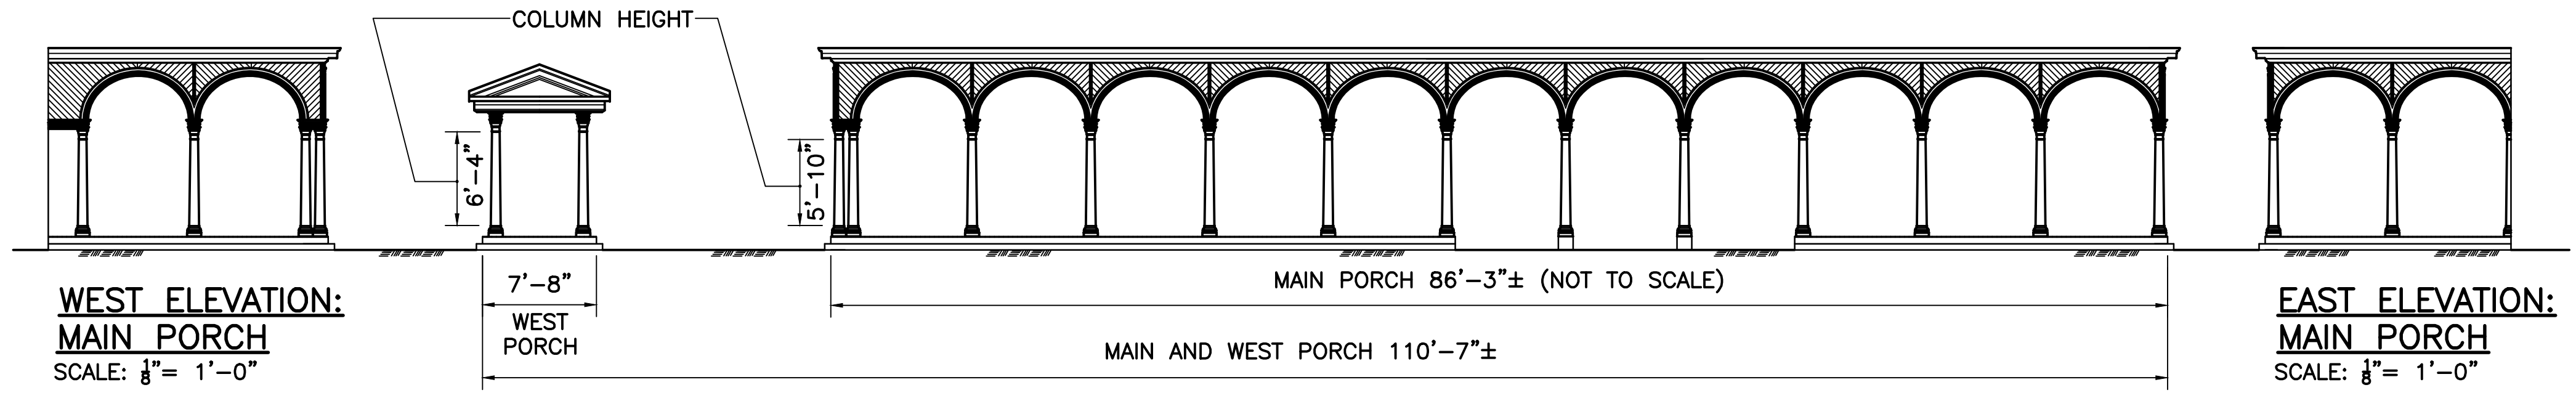 COLUMN HEIGHT
6'-4"
5'-10"
7'-8"
WEST
PORCH
MAIN PORCH 86'-3"± (NOT TO SCALE)
MAIN AND WEST PORCH 110'-7"±
WEST ELEVATION:
MAIN PORCH
SCALE: 1/8"= 1'-0"
EAST ELEVATION:
MAIN PORCH
SCALE: 1/8"= 1'-0"